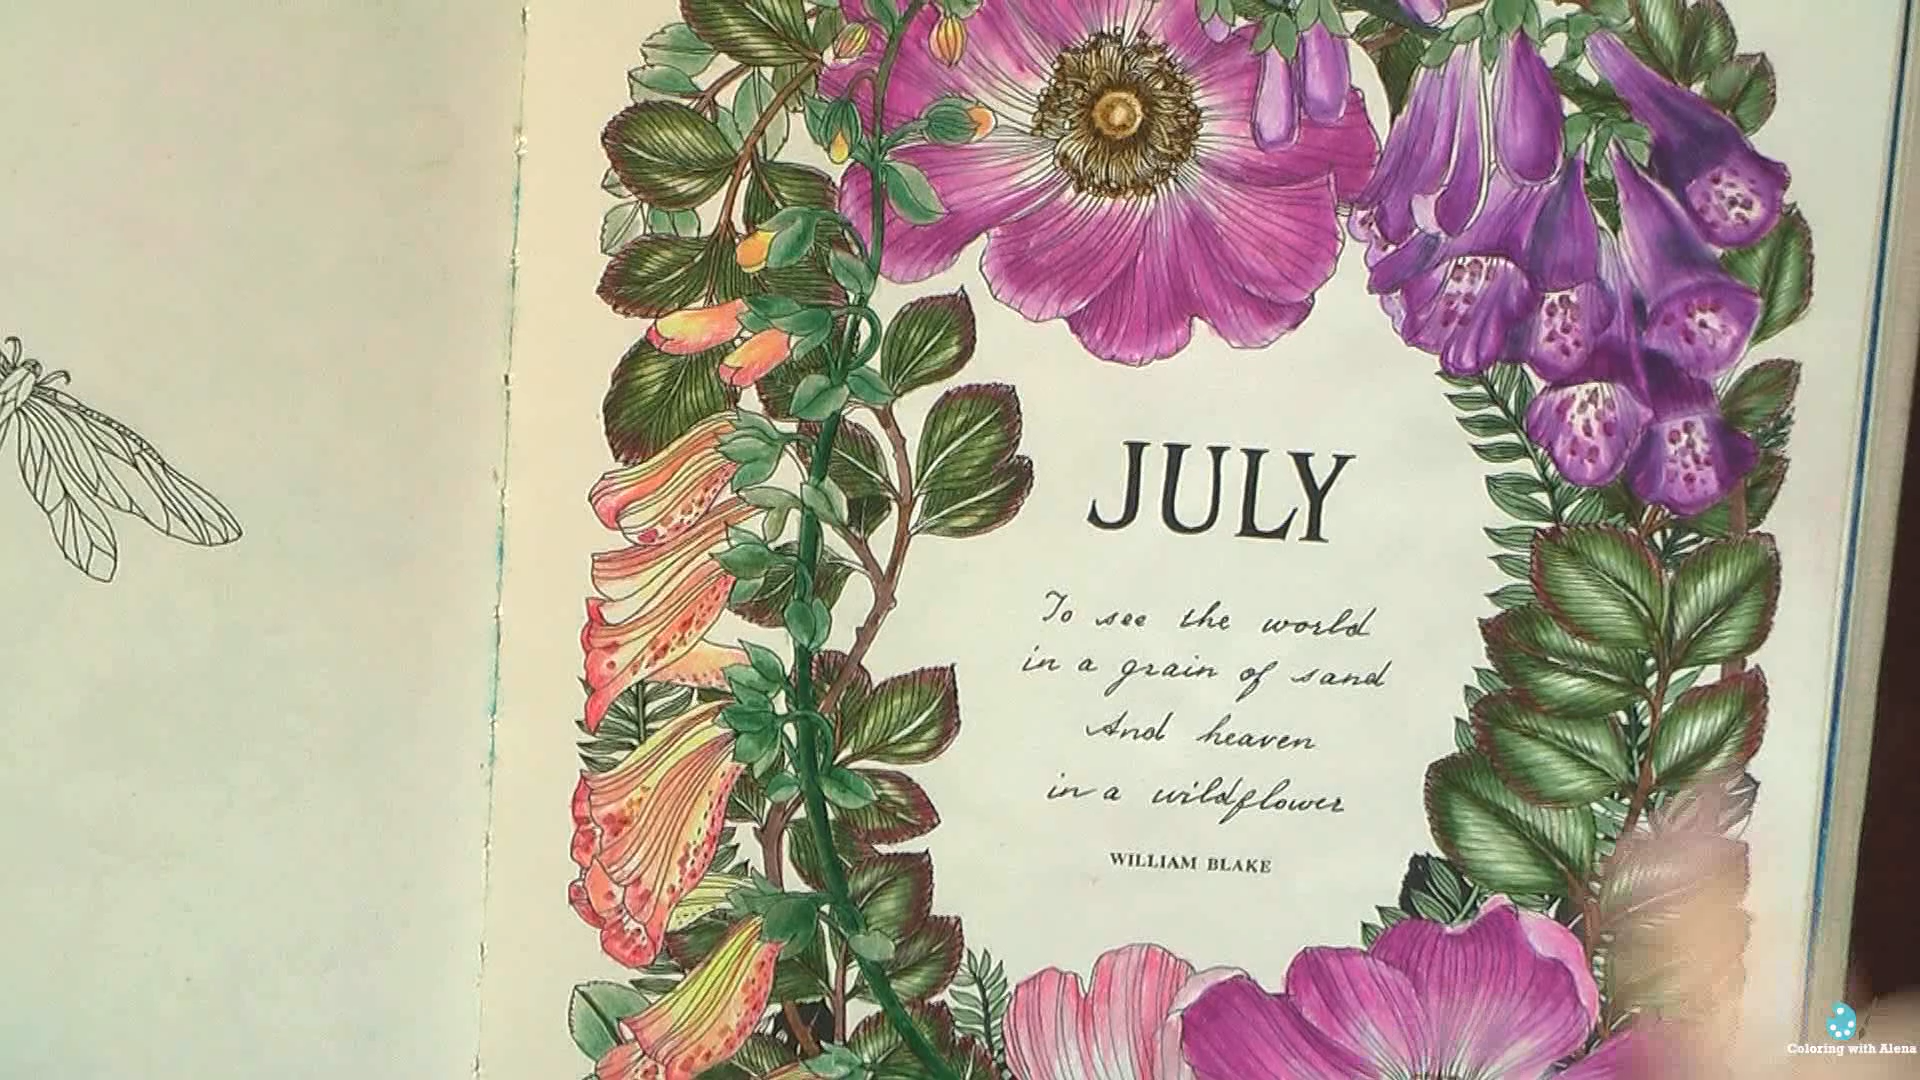 JULY
To see the world
in a grain of sand
And heaven
in a wildflower
WILLIAM BLAKE
Coloring with Alena